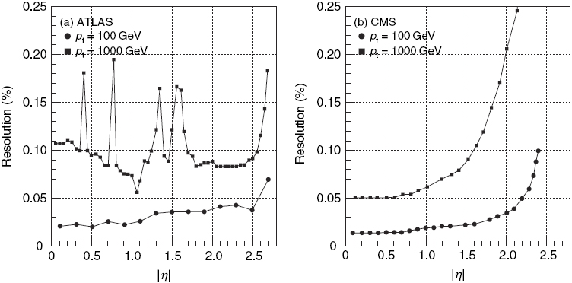 (a) ATLAS
pt = 100 GeV
pt = 1000 GeV
Resolution (%)
0.25
0.20
0.15
0.10
0.05
0
0 0.5 1.0 1.5 2.0 2.5
|η|
(b) CMS
pt = 100 GeV
pt = 1000 GeV
Resolution (%)
0.25
0.20
0.15
0.10
0.05
0
0 0.5 1.0 1.5 2.0 2.5
|η|